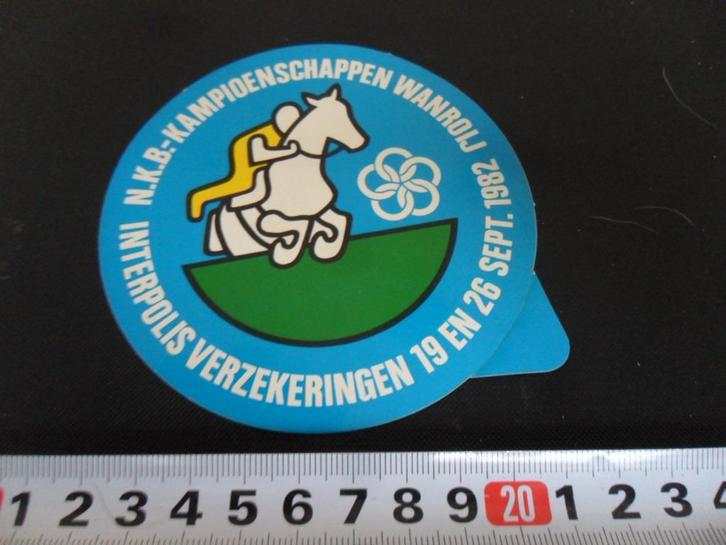 N.K.B.-KAMPIOENSCHAPPEN WANROIJ 1982
INTERPOLIS VERZEKERINGEN 19 EN 26 SEPT.
1 2 3 4 5 6 7 8 9 20 1 2 3 4